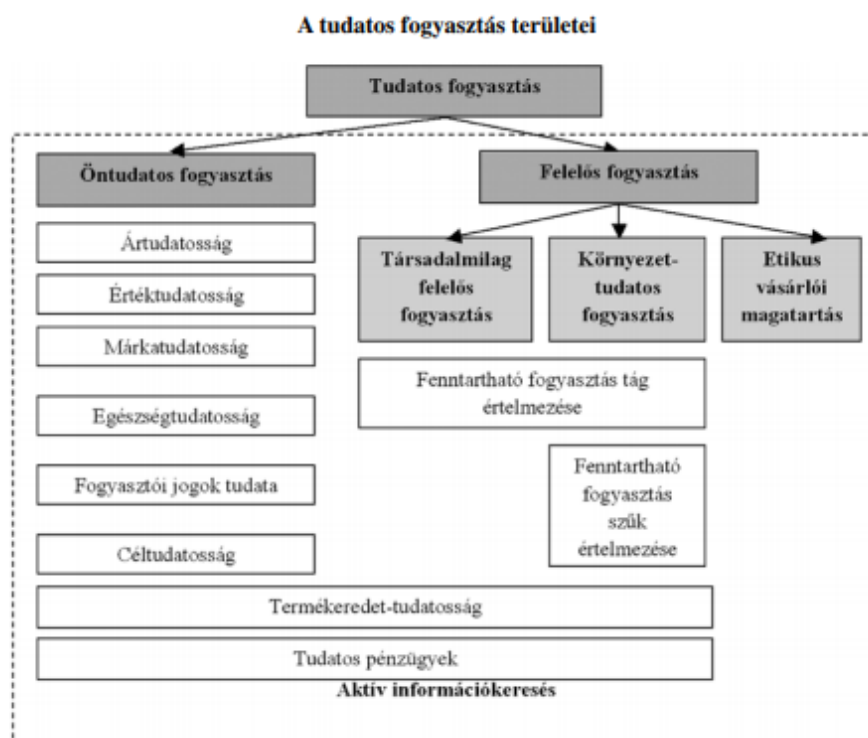 A tudatos fogyasztás területei
Tudatos fogyasztás
Öntudatos fogyasztás
Ártudatosság
Értéktudatosság
Márkatudatosság
Egészségtudatosság
Fogyasztói jogok tudata
Céltudatosság
Felelős fogyasztás
Társadalmilag
felelős
fogyasztás
Környezet-
tudatos
fogyasztás
Etikus
vásárlói
magatartás
Fenntartható fogyasztás tág
értelmezése
Fenntartható
fogyasztás
szűk
értelmezése
Termékeredet-tudatosság
Tudatos pénzügyek
Aktív információkeresés